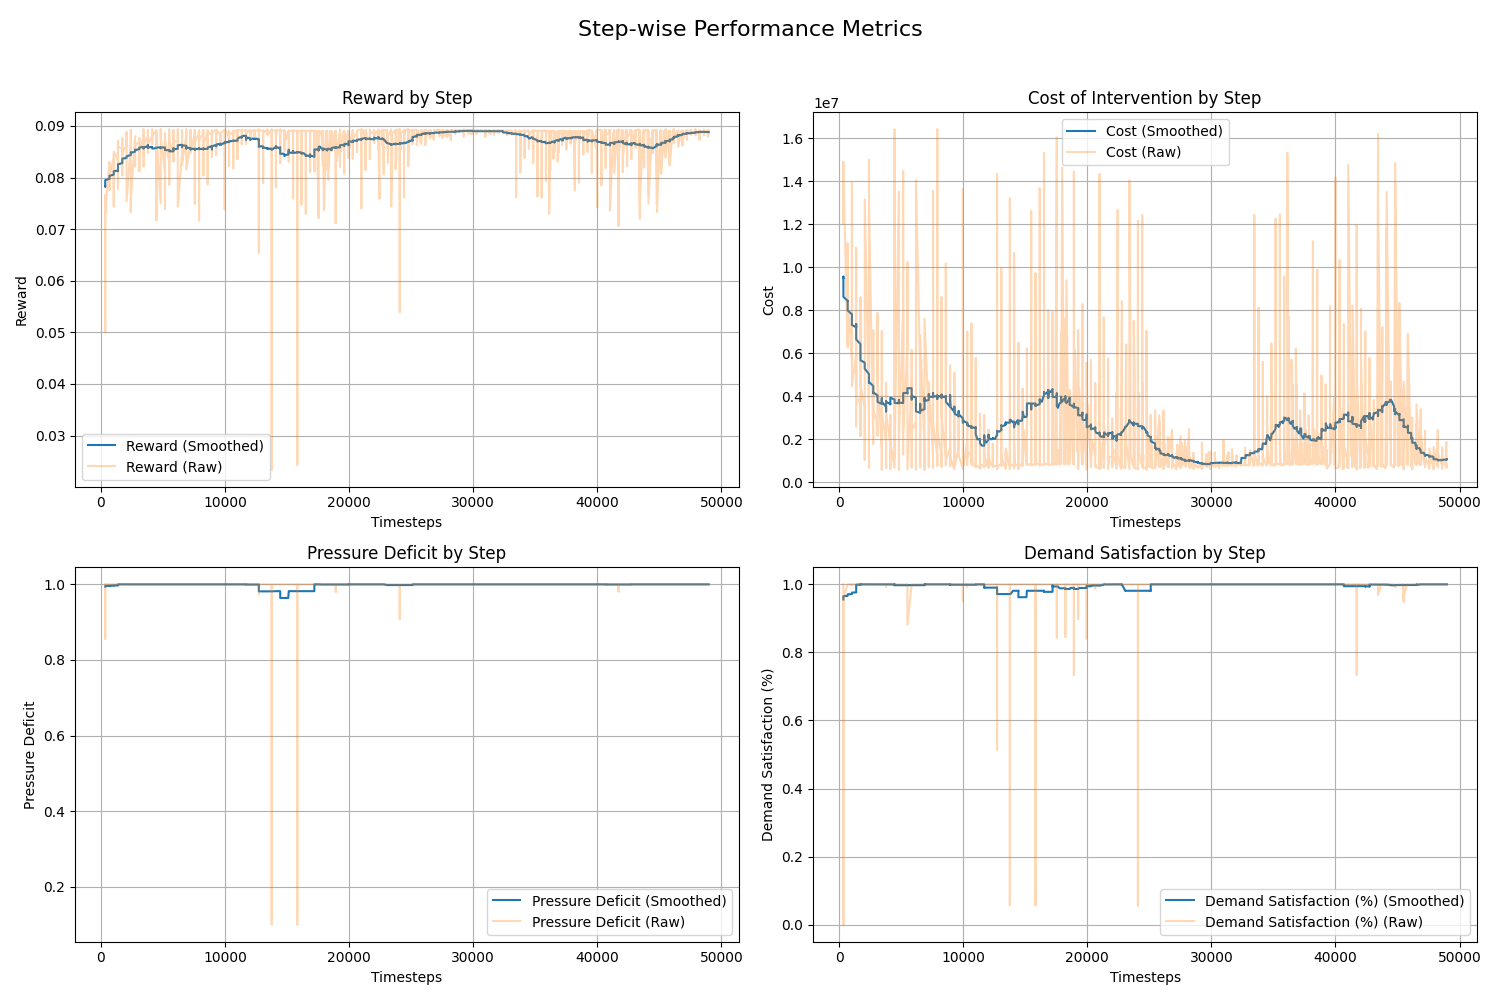 Step-wise Performance Metrics
Reward by Step
0.09
0.08
0.07
0.06
0.05
0.04
0.03
Reward
Reward (Smoothed)
Reward (Raw)
0
10000
20000
30000
40000
50000
Timesteps
Cost of Intervention by Step
1e7
1.6
1.4
1.2
1.0
0.8
0.6
0.4
0.2
0.0
Cost
Cost (Smoothed)
Cost (Raw)
0
10000
20000
30000
40000
50000
Timesteps
Pressure Deficit by Step
1.0
0.8
0.6
0.4
0.2
Pressure Deficit
Pressure Deficit (Smoothed)
Pressure Deficit (Raw)
0
10000
20000
30000
40000
50000
Timesteps
Demand Satisfaction by Step
1.0
0.8
0.6
0.4
0.2
0.0
Demand Satisfaction (%)
Demand Satisfaction (%) (Smoothed)
Demand Satisfaction (%) (Raw)
0
10000
20000
30000
40000
50000
Timesteps